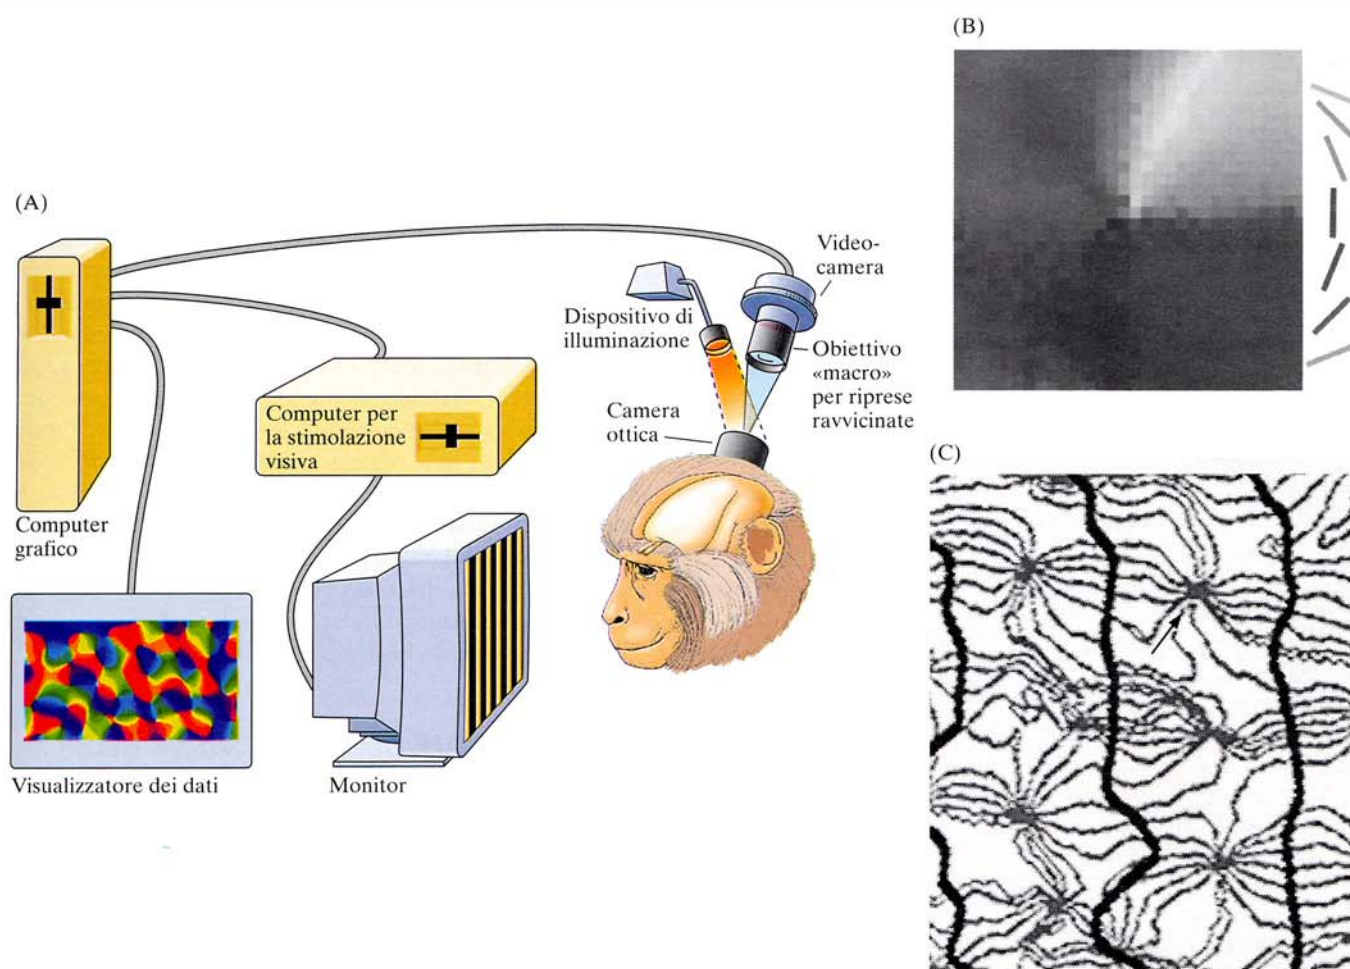 (A)
Computer
grafico
Visualizzatore dei dati
Computer per
la stimolazione
visiva
Monitor
Dispositivo di
illuminazione
Video-
camera
Obiettivo
«macro»
per riprese
ravvicinate
Camera
ottica
(B)
(C)